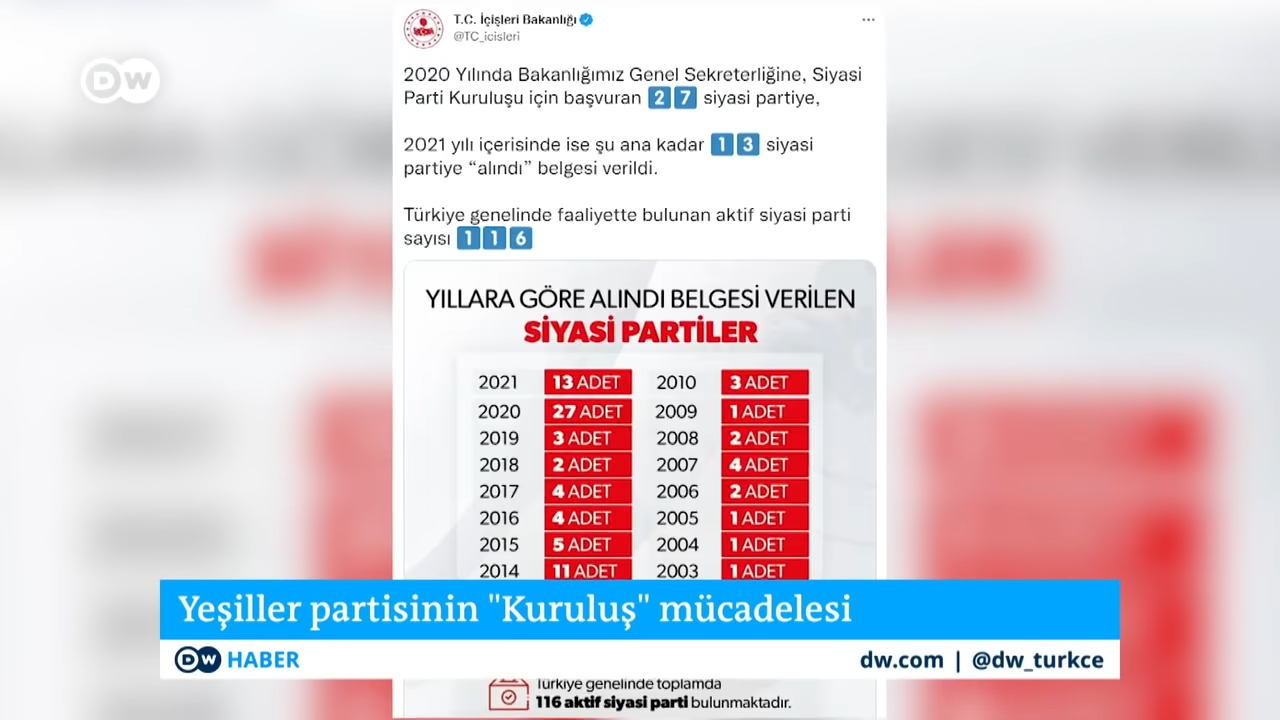 DW
T.C. İçişleri Bakanlığı
@TC_icisleri
2020 Yılında Bakanlığımız Genel Sekreterliğine, Siyasi
Parti Kuruluşu için başvuran 27 siyasi partiye,
2021 yılı içerisinde ise şu ana kadar 13 siyasi
partiye “alındı” belgesi verildi.
Türkiye genelinde faaliyette bulunan aktif siyasi parti
sayısı 116
YILLARA GÖRE ALINDI BELGESİ VERİLEN
SİYASİ PARTİLER
2021 13 ADET 2010 3 ADET
2020 27 ADET 2009 1 ADET
2019 3 ADET 2008 2 ADET
2018 2 ADET 2007 4 ADET
2017 4 ADET 2006 2 ADET
2016 4 ADET 2005 1 ADET
2015 5 ADET 2004 1 ADET
2014 11 ADET 2003 1 ADET
Yeşiller partisinin "Kuruluş" mücadelesi
DW HABER dw.com | @dw_turkce
Türkiye genelinde toplamda
116 aktif siyasi parti bulunmaktadır.